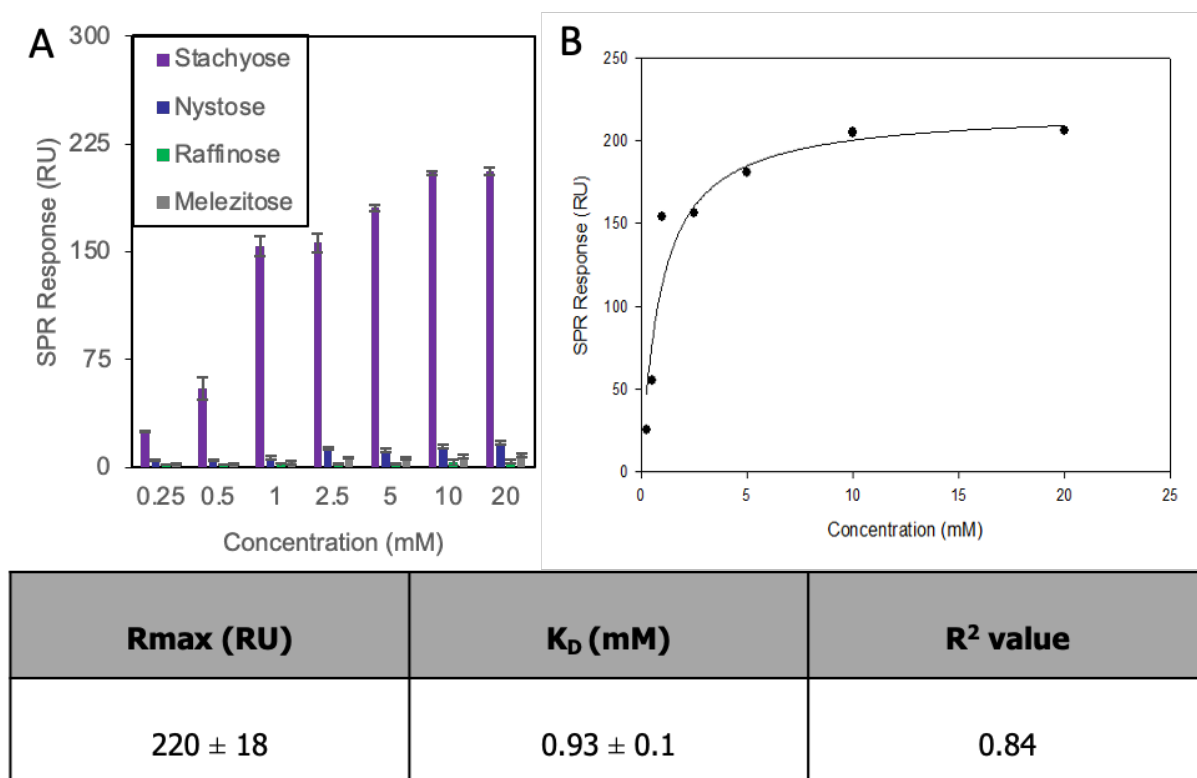 A
300
225
150
75
0
SPR Response (RU)
Stachyose
Nystose
Raffinose
Melezitose
0.25 0.5 1 2.5 5 10 20
Concentration (mM)
B
250
200
150
100
50
0
SPR Response (RU)
0 5 10 15 20 25
Concentration (mM)
Rmax (RU) K_D (mM) R² value
220 ± 18 0.93 ± 0.1 0.84